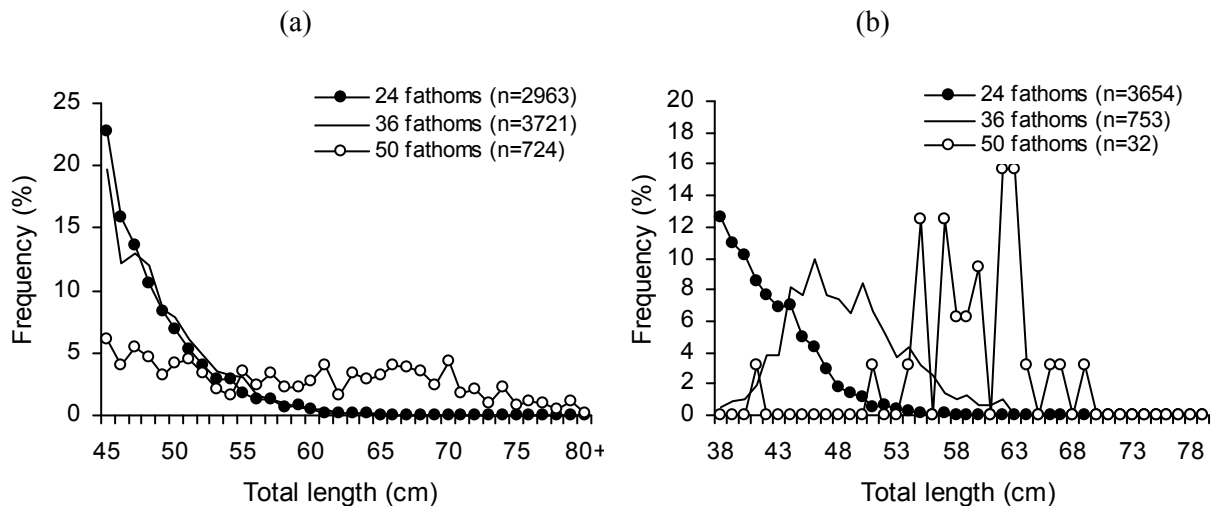 (a)
24 fathoms (n=2963)
36 fathoms (n=3721)
50 fathoms (n=724)
25
20
15
10
5
0
Frequency (%)
45 50 55 60 65 70 75 80+
Total length (cm)
(b)
24 fathoms (n=3654)
36 fathoms (n=753)
50 fathoms (n=32)
20
18
16
14
12
10
8
6
4
2
0
Frequency (%)
38 43 48 53 58 63 68 73 78
Total length (cm)